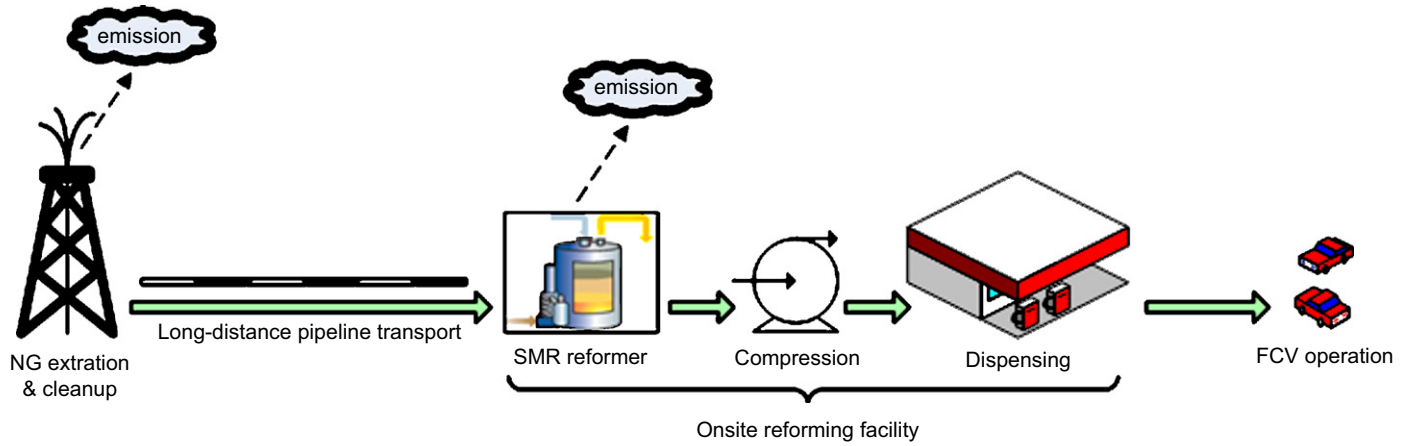 emission
emission
Long-distance pipeline transport
NG extration
& cleanup
SMR reformer
Compression
Dispensing
FCV operation
Onsite reforming facility